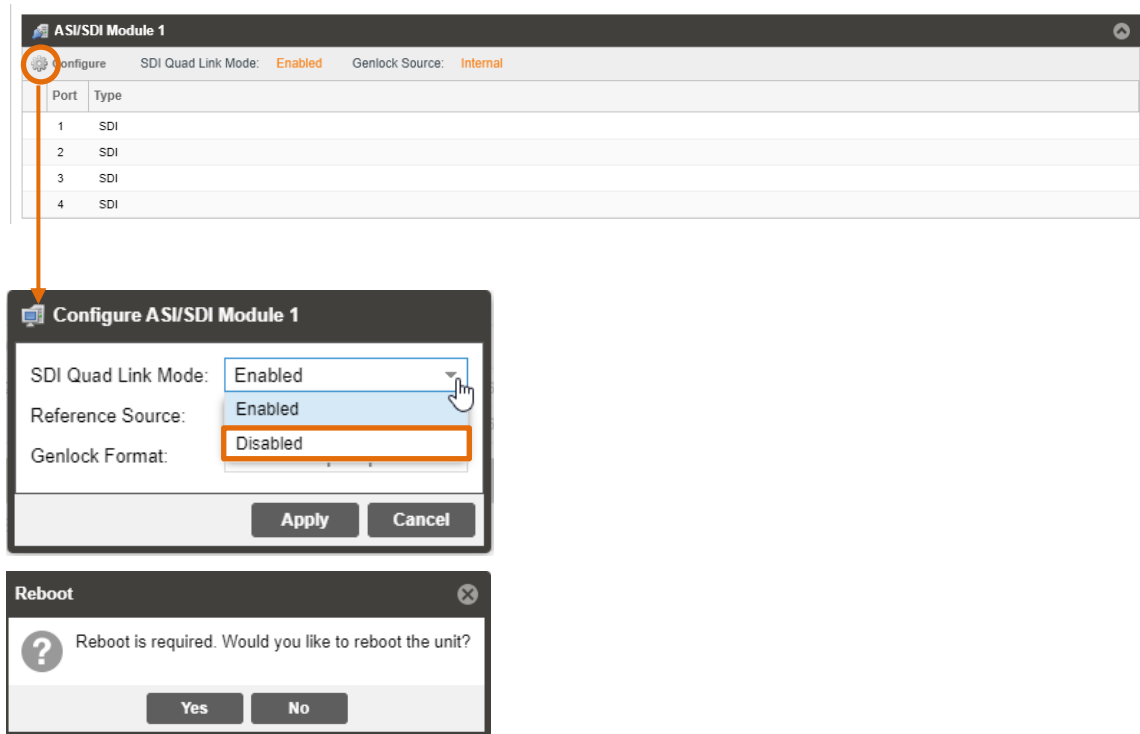 ASI/SDI Module 1
Configure SDI Quad Link Mode: Enabled Genlock Source: Internal
Port Type
1 SDI
2 SDI
3 SDI
4 SDI
Configure ASI/SDI Module 1
SDI Quad Link Mode: Enabled
Reference Source: Enabled
Disabled
Genlock Format:
Apply Cancel
Reboot
? Reboot is required. Would you like to reboot the unit?
Yes No